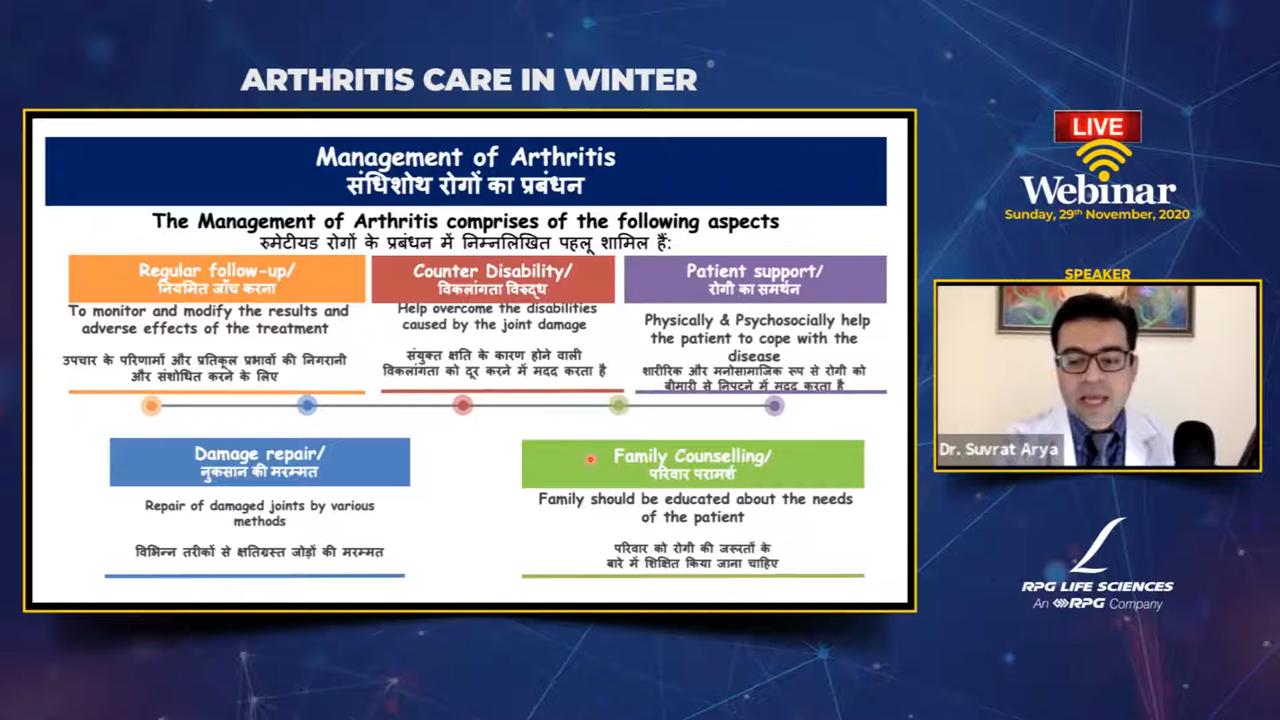 ARTHRITIS CARE IN WINTER
Management of Arthritis
संधिशोथ रोगों का प्रबंधन
The Management of Arthritis comprises of the following aspects
रुमेटीयड रोगों के प्रबंधन में निम्नलिखित पहलू शामिल हैं:
Regular follow-up/
नियमित जाँच करना
To monitor and modify the results and
adverse effects of the treatment
उपचार के परिणामों और प्रतिकूल प्रभावों की निगरानी
और संशोधित करने के लिए
Counter Disability/
विकलांगता विरुद्ध
Help overcome the disabilities
caused by the joint damage
संयुक्त क्षति के कारण होने वाली
विकलांगता को दूर करने में मदद करता है
Patient support/
रोगी का समर्थन
Physically & Psychosocially help
the patient to cope with the
disease
शारीरिक और मनोसामाजिक रूप से रोगी को
बीमारी से निपटने में मदद करता है
Damage repair/
नुकसान की मरम्मत
Repair of damaged joints by various
methods
विभिन्न तरीकों से क्षतिग्रस्त जोड़ों की मरम्मत
Family Counselling/
परिवार परामर्श
Family should be educated about the needs
of the patient
परिवार को रोगी की जरूरतों के
बारे में शिक्षित किया जाना चाहिए
LIVE
Webinar
Sunday, 29th November, 2020
SPEAKER
Dr. Suvrat Arya
RPG LIFE SCIENCES
An RPG Company